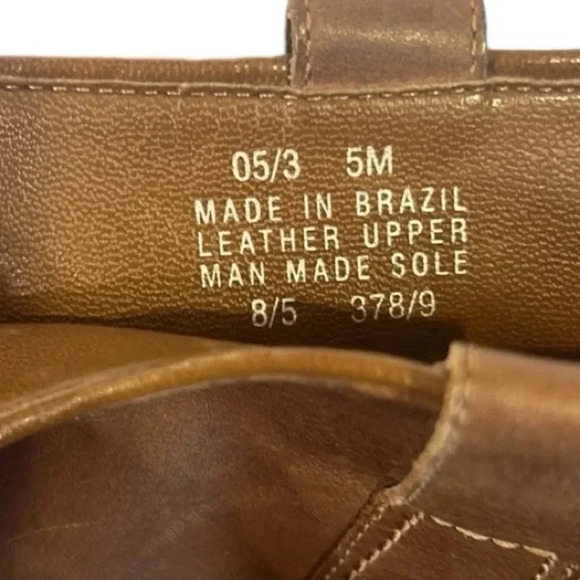 05/3 5M
MADE IN BRAZIL
LEATHER UPPER
MAN MADE SOLE
8/5 378/9